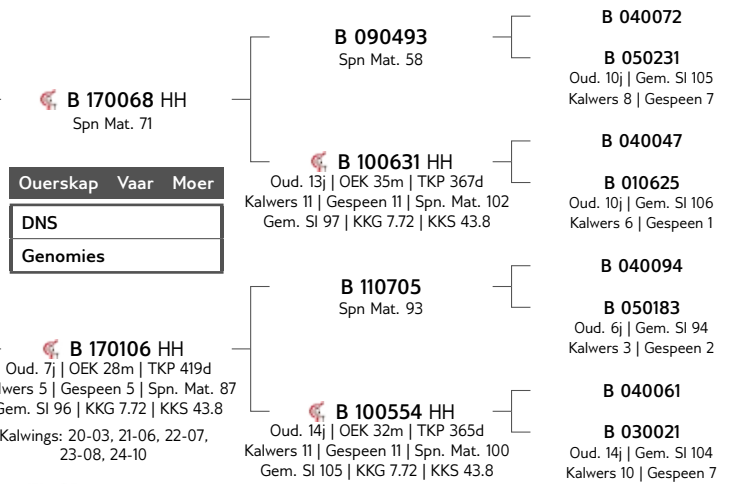 B 170068 HH
Spn Mat. 71
Ouerskap Vaar Moer
DNS
Genomies
B 170106 HH
Oud. 7j | OEK 28m | TKP 419d
5 | Gespeen 5 | Spn. Mat. 87
SI 96 | KKG 7.72 | KKS 43.8
Kalwings: 20-03, 21-06, 22-07,
23-08, 24-10
B 090493
Spn Mat. 58
B 100631 HH
Oud. 13j | OEK 35m | TKP 367d
Kalwers 11 | Gespeen 11 | Spn. Mat. 102
Gem. SI 97 | KKG 7.72 | KKS 43.8
B 110705
Spn Mat. 93
B 100554 HH
Oud. 14j | OEK 32m | TKP 365d
Kalwers 11 | Gespeen 11 | Spn. Mat. 100
Gem. SI 105 | KKG 7.72 | KKS 43.8
B 040072
B 050231
Oud. 10j | Gem. SI 105
Kalwers 8 | Gespeen 7
B 040047
B 010625
Oud. 10j | Gem. SI 106
Kalwers 6 | Gespeen 1
B 040094
B 050183
Oud. 6j | Gem. SI 94
Kalwers 3 | Gespeen 2
B 040061
B 030021
Oud. 14j | Gem. SI 104
Kalwers 10 | Gespeen 7